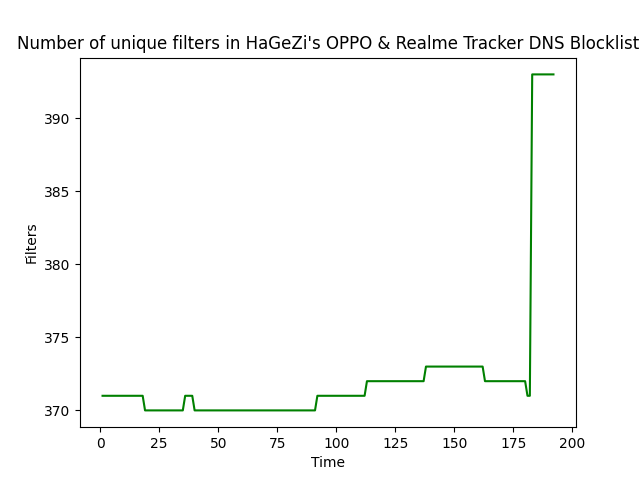 Number of unique filters in HaGeZi's OPPO & Realme Tracker DNS Blocklist
390
385
380
375
370
Filters
0 25 50 75 100 125 150 175 200
Time